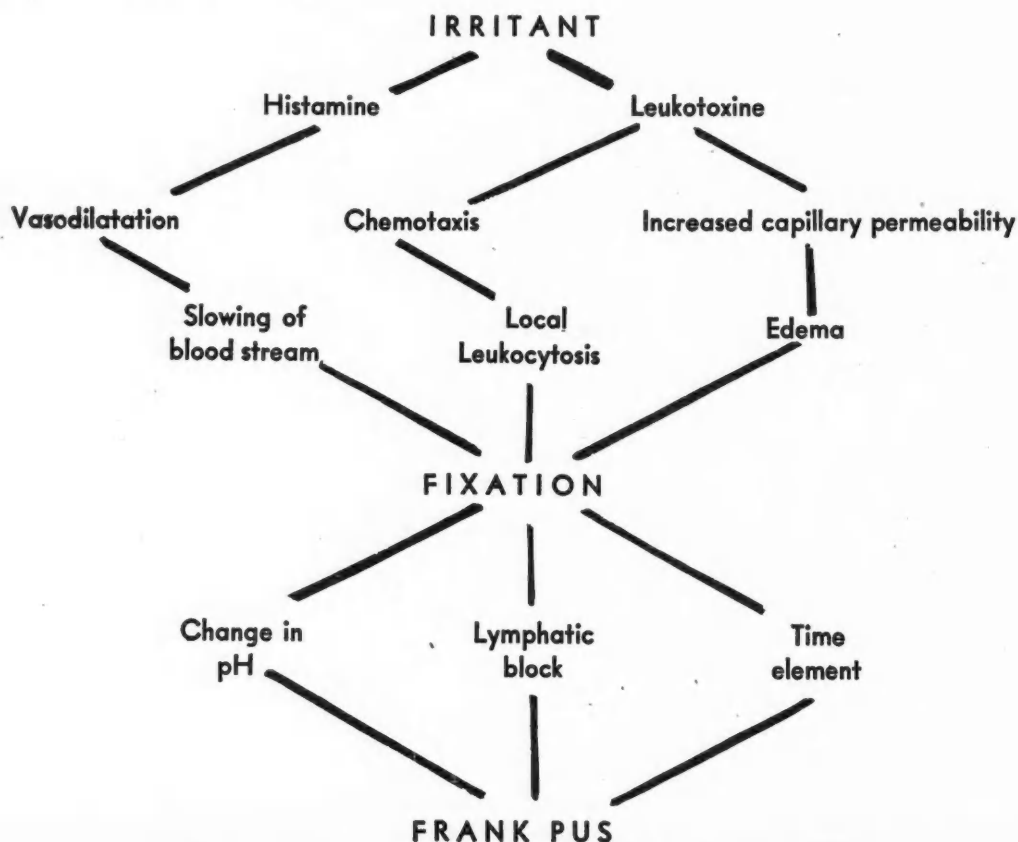 IRRITANT
Histamine
Leukotoxine
Vasodilatation
Chemotaxis
Increased capillary permeability
Slowing of
blood stream
Local
Leukocytosis
Edema
FIXATION
Change in
pH
Lymphatic
block
Time
element
FRANK PUS